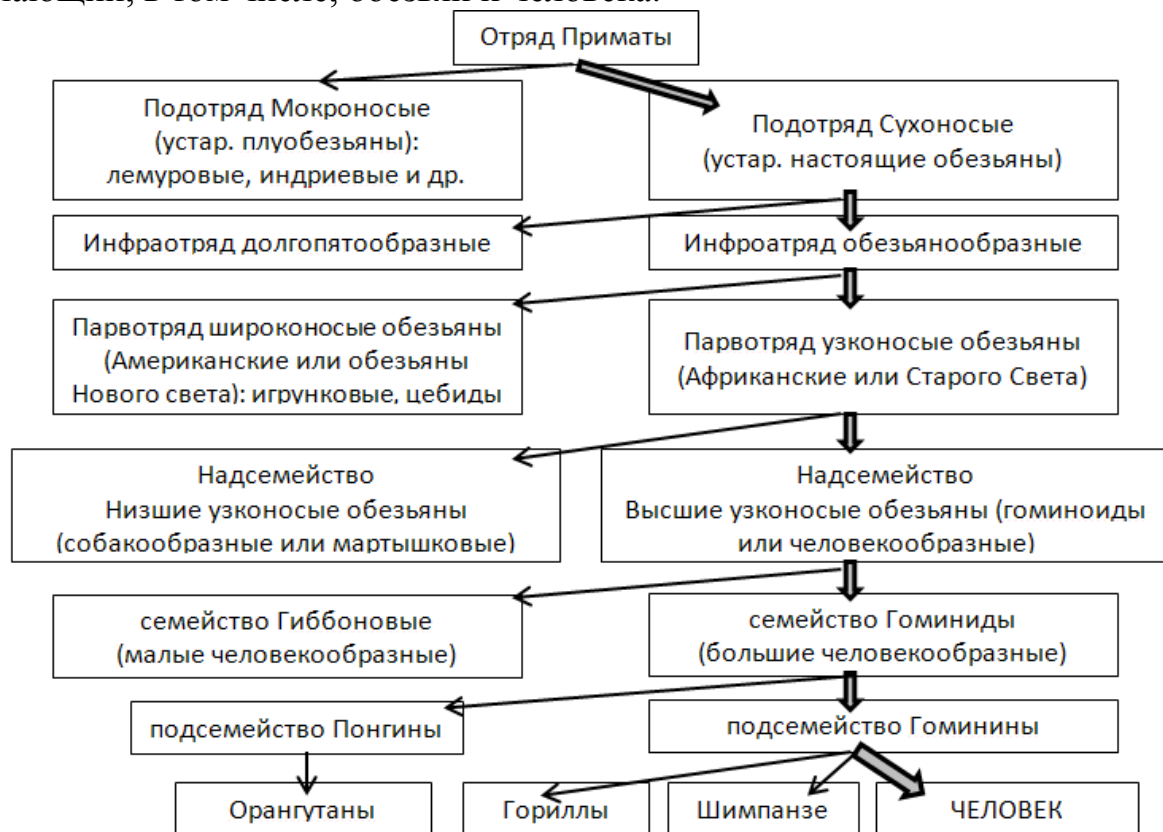 обезьян и человека.
Отряд Приматы
Подотряд Мокроносые
(устар. плуобезьяны):
лемуровые, индриевые и др.
Подотряд Сухоносые
(устар. настоящие обезьяны)
Инфраотряд долгопятообразные
Инфроатряд обезьянообразные
Парвотряд широконосые обезьяны
(Американские или обезьяны
Нового света): игрунковые, цебиды
Парвотряд узконосые обезьяны
(Африканские или Старого Света)
Надсемейство
Низшие узконосые обезьяны
(собакообразные или мартышковые)
Надсемейство
Высшие узконосые обезьяны (гоминоиды
или человекообразные)
семейство Гиббоновые
(малые человекообразные)
семейство Гоминиды
(большие человекообразные)
подсемейство Понгины
подсемейство Гоминины
Орангутаны
Гориллы
Шимпанзе
ЧЕЛОВЕК